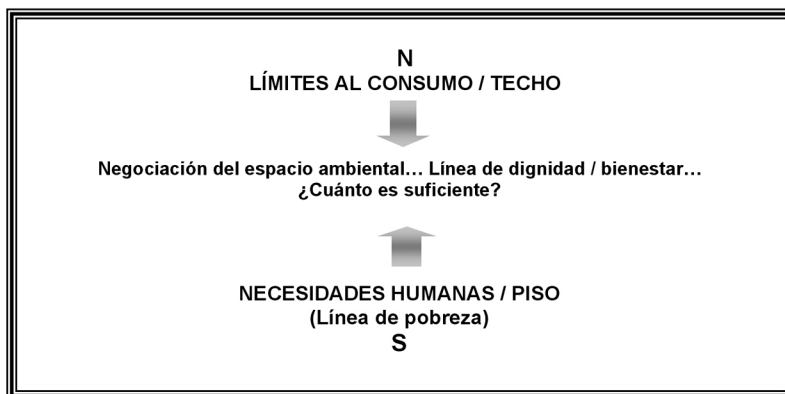 N
LÍMITES AL CONSUMO / TECHO
Negociación del espacio ambiental… Línea de dignidad / bienestar…
¿Cuánto es suficiente?
NECESIDADES HUMANAS / PISO
(Línea de pobreza)
S